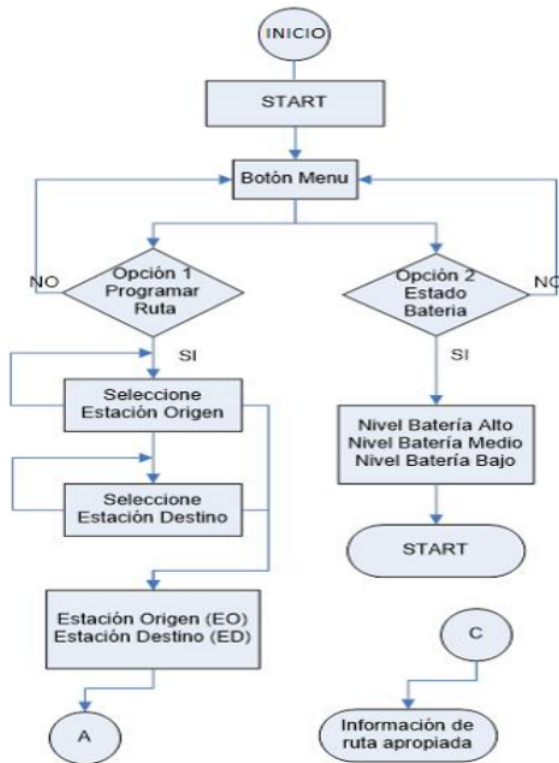 INICIO
START
Botón Menu
Opción 1
Programar
Ruta
NO
SI
Opción 2
Estado
Bateria
NO
SI
Seleccione
Estación Origen
Seleccione
Estación Destino
Nivel Batería Alto
Nivel Batería Medio
Nivel Batería Bajo
START
Estación Origen (EO)
Estación Destino (ED)
A
C
Información de
ruta apropiada